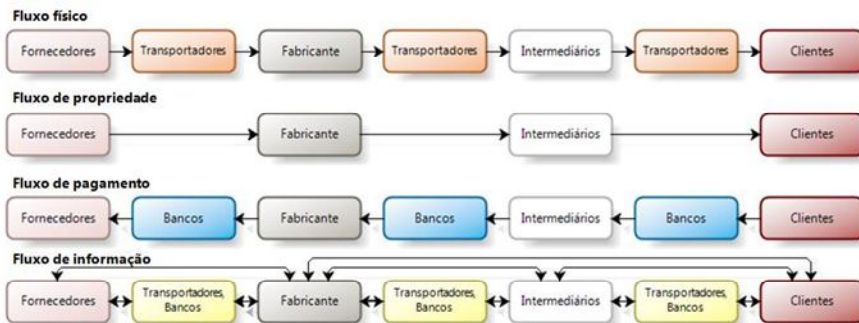 Fluxo físico
Fornecedores Transportadores Fabricante Transportadores Intermediários Transportadores Clientes
Fluxo de propriedade
Fornecedores Fabricante Intermediários Clientes
Fluxo de pagamento
Fornecedores Bancos Fabricante Bancos Intermediários Bancos Clientes
Fluxo de informação
Fornecedores Transportadores, Bancos Fabricante Transportadores, Bancos Intermediários Transportadores, Bancos Clientes